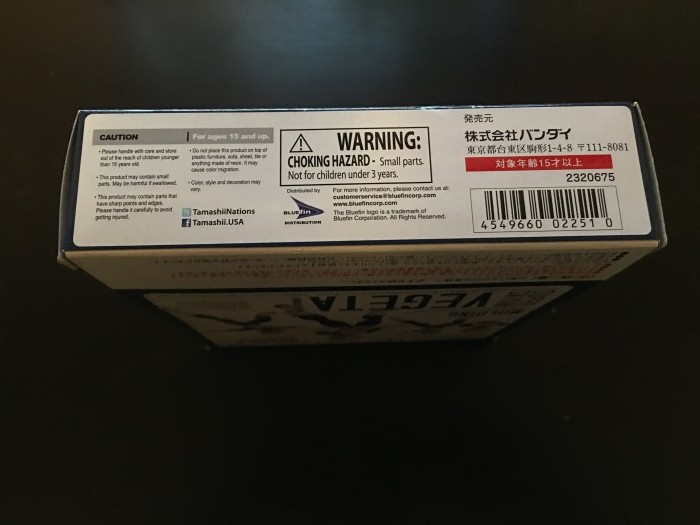 CAUTION
For ages 15 and up.
• Please handle with care and store
out of the reach of children younger
than 15 years old.
• This product may contain small
parts. May be harmful if swallowed.
• This product may contain parts that
have sharp points and edges.
Please handle it carefully to avoid
getting injured.
• Do not place this product on top of
plastic furniture, sofa, sheet, tile or
anything made of resin. It may
cause color migration.
• Color, style and decoration may
vary.
TamashiiNations
Tamashii.USA
WARNING:
CHOKING HAZARD - Small parts.
Not for children under 3 years.
Distributed by
BLUEfin
DISTRIBUTION
For more information, please contact us at:
customerservice@bluefincorp.com
www.bluefincorp.com
The Bluefin logo is a trademark of
Bluefin Corporation. All Rights Reserved.
発売元
株式会社バンダイ
東京都台東区駒形1-4-8 〒111-8081
対象年齢15才以上
2320675
4549660 02251 0
VEGETA